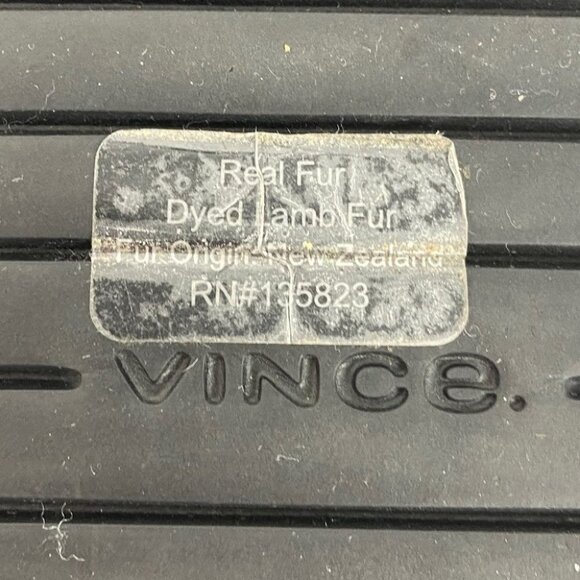 Real Fur
Dyed Lamb Fur
Fur Origin-New Zealand
RN#135823
VINCE.